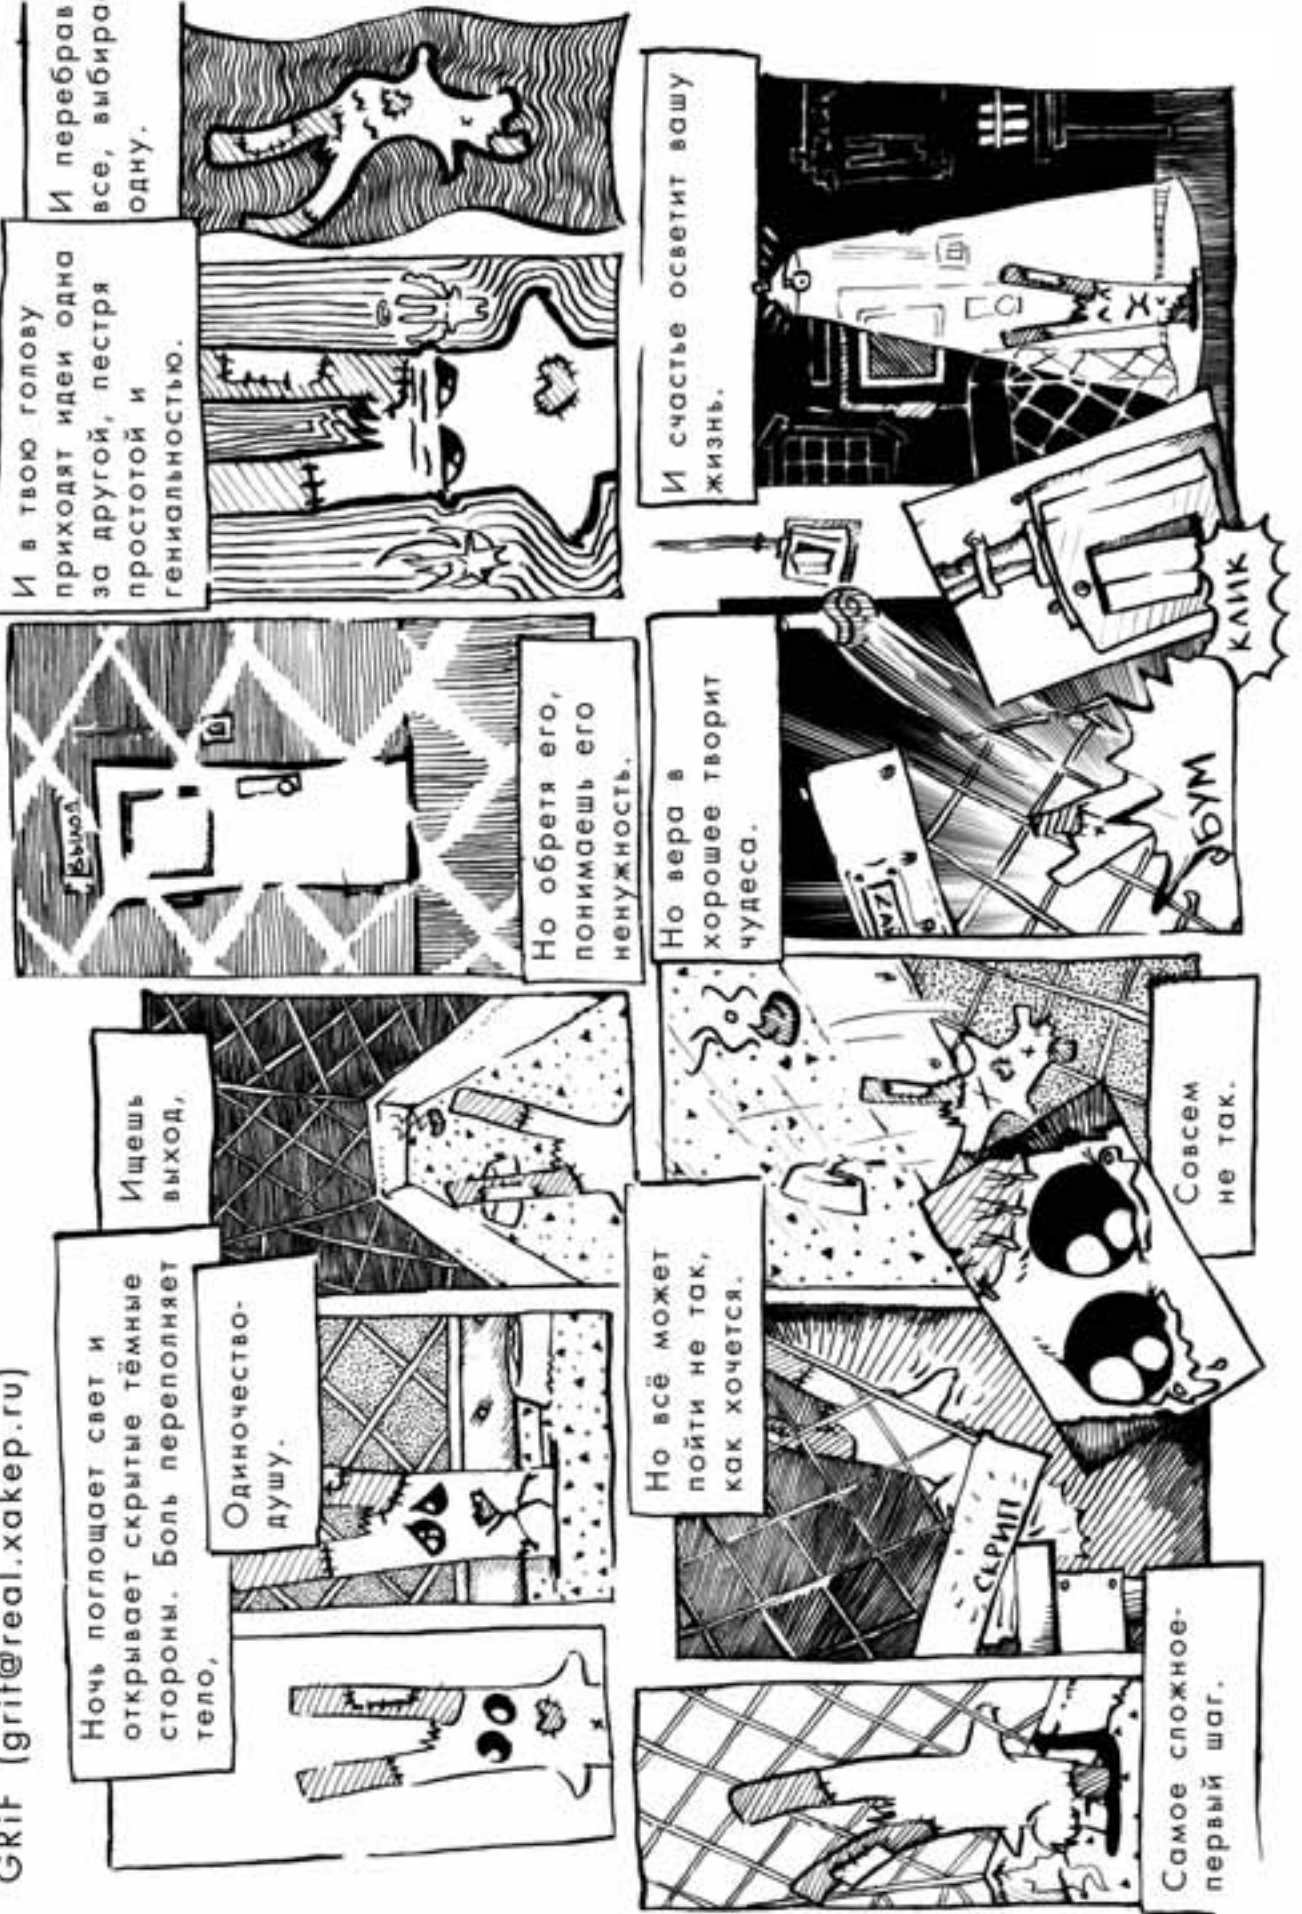 GRiF (grif@real.xakep.ru)
Ночь поглощает свет и
открывает скрытые тёмные
стороны. Боль переполняет
тело,
Одиночество-
душу.
Ищешь
выход,
выход
Но обретя его,
понимаешь его
ненужность.
И в твою голову
приходят идеи одна
за другой, пестря
простотой и
гениальностью.
И перебрав
все, выбира
одну.
Самое сложное-
первый шаг.
СКРИП
Но всё может
пойти не так,
как хочется.
Совсем
не так.
Но вера в
хорошее творит
чудеса.
БУМ
КЛИК
И счастье осветит вашу
жизнь.